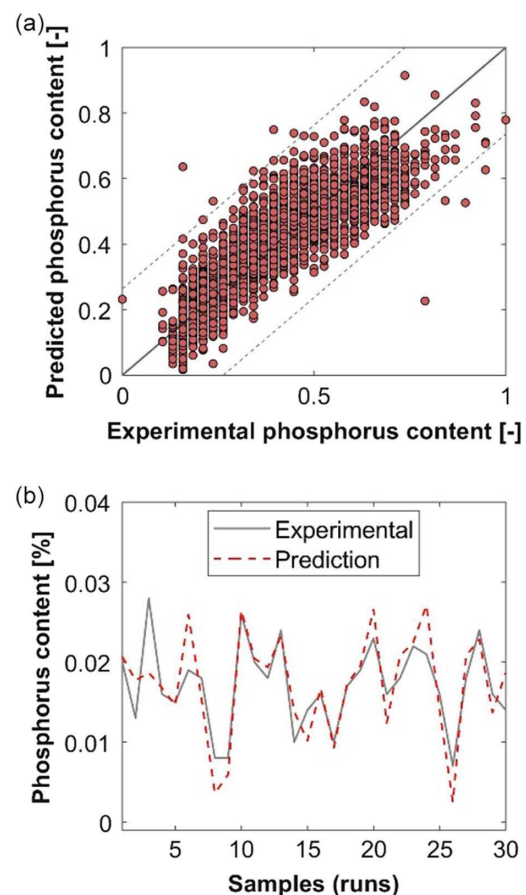 (a)
Predicted phosphorus content [-]
1
0.8
0.6
0.4
0.2
0
0
0.5
1
Experimental phosphorus content [-]
(b)
Phosphorus content [%]
0.04
0.03
0.02
0.01
0
Experimental
Prediction
5
10
15
20
25
30
Samples (runs)